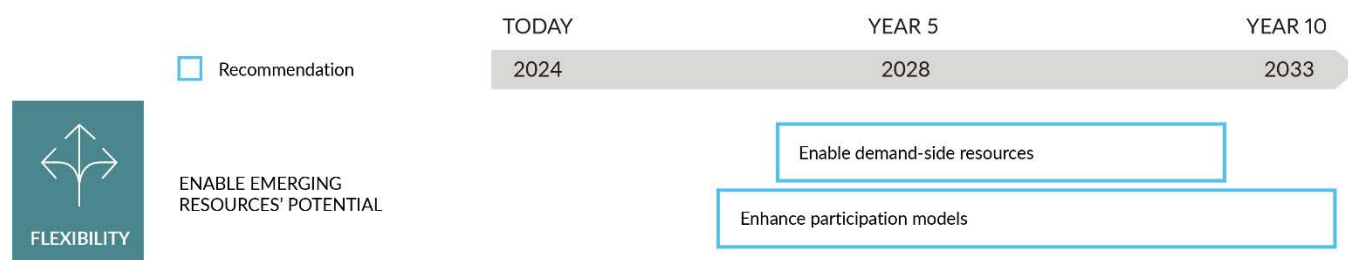 TODAY YEAR 5 YEAR 10
Recommendation 2024 2028 2033
Enable demand-side resources
ENABLE EMERGING
RESOURCES’ POTENTIAL
Enhance participation models
FLEXIBILITY